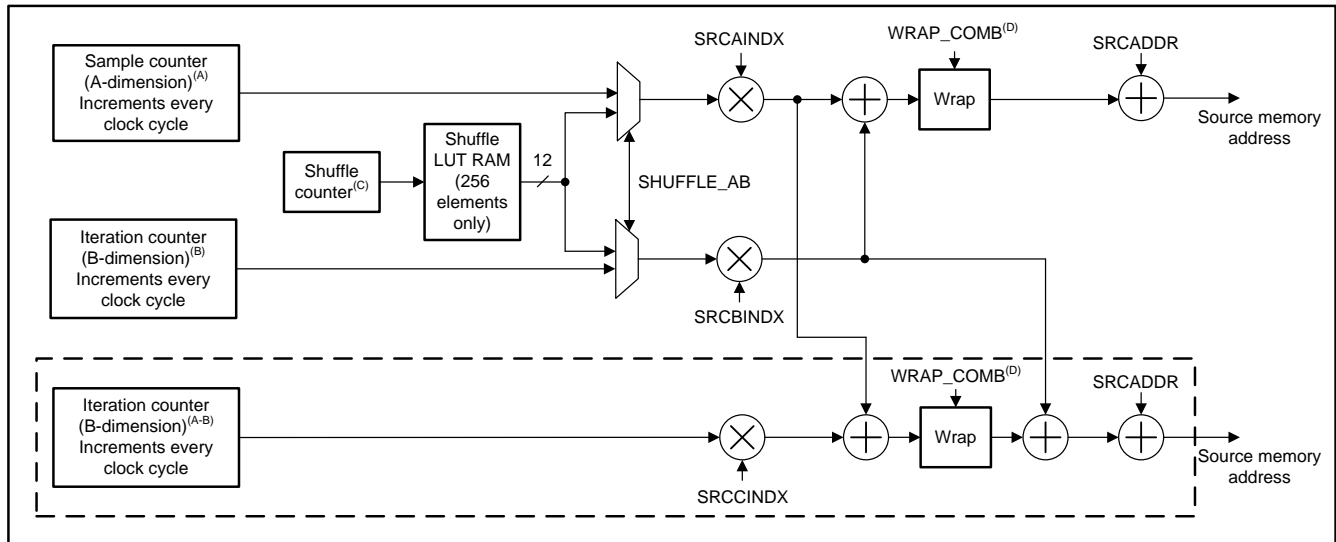 Sample counter
(A-dimension)(A)
Increments every
clock cycle
SRCAINDX
WRAP_COMB(D)
SRCADDR
Wrap
Source memory
address
Shuffle
counter(C)
Shuffle
LUT RAM
(256
elements
only)
12
SHUFFLE_AB
Iteration counter
(B-dimension)(B)
Increments every
clock cycle
SRCBINDX
Iteration counter
(B-dimension)(A-B)
Increments every
clock cycle
SRCCINDX
WRAP_COMB(D)
SRCADDR
Wrap
Source memory
address